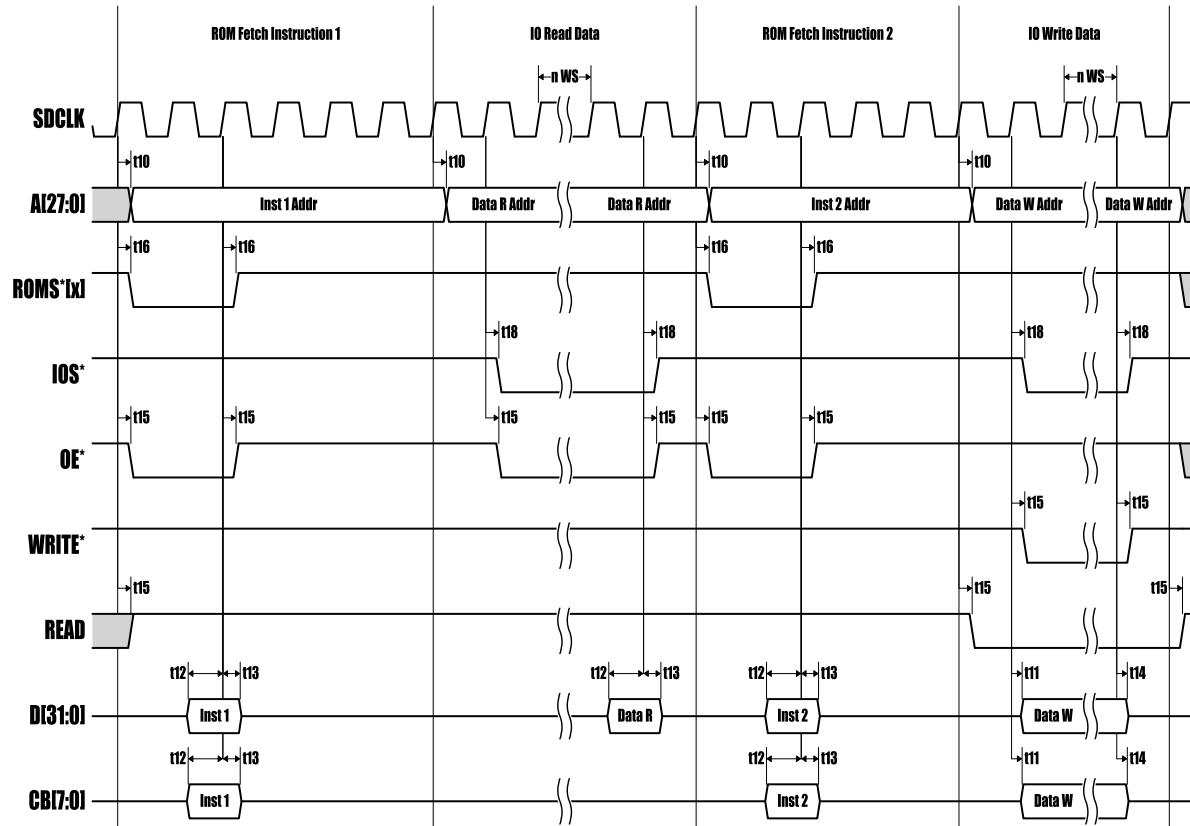 ROM Fetch Instruction 1 IO Read Data ROM Fetch Instruction 2 IO Write Data
n WS n WS
SDCLK
t10 t10 t10 t10
A[27:0] Inst 1 Addr Data R Addr Data R Addr Inst 2 Addr Data W Addr Data W Addr
t16 t16 t16 t16
ROMS*[x]
t18 t18 t18 t18
IOS*
t15 t15 t15 t15 t15 t15
OE*
t15 t15
WRITE*
t15 t15 t15
READ
t12 t13 t12 t13 t12 t13 t11 t14
D[31:0] Inst 1 Data R Inst 2 Data W
t12 t13 t12 t13 t11 t14
CB[7:0] Inst 1 Inst 2 Data W